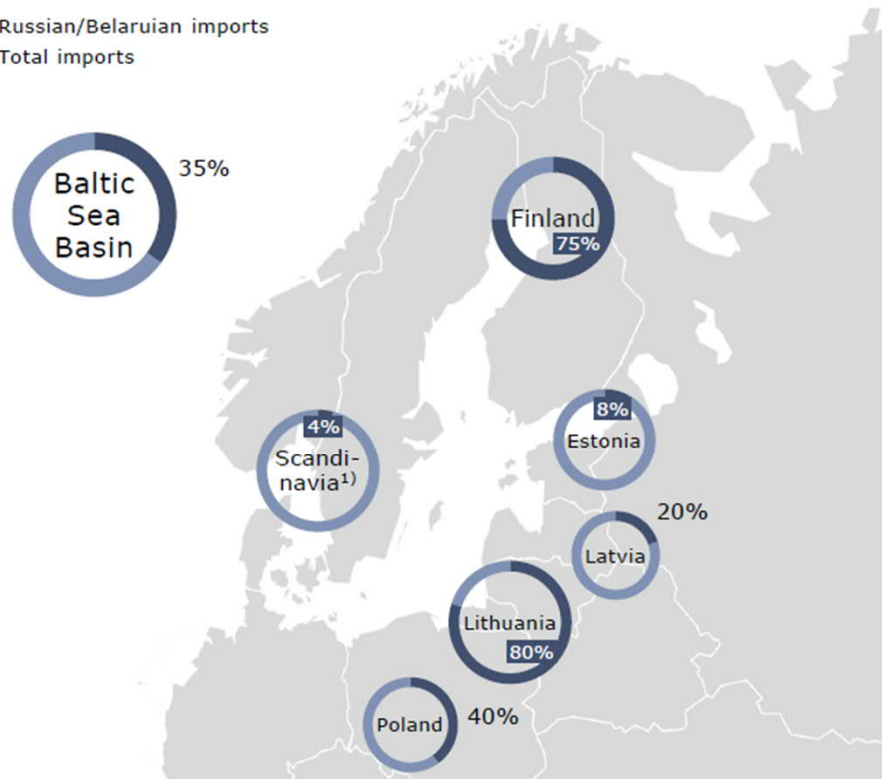 Russian/Belaruian imports
Total imports
Baltic
Sea
Basin
35%
Finland
75%
4%
Scandi-
navia¹⁾
8%
Estonia
20%
Latvia
Lithuania
80%
Poland
40%